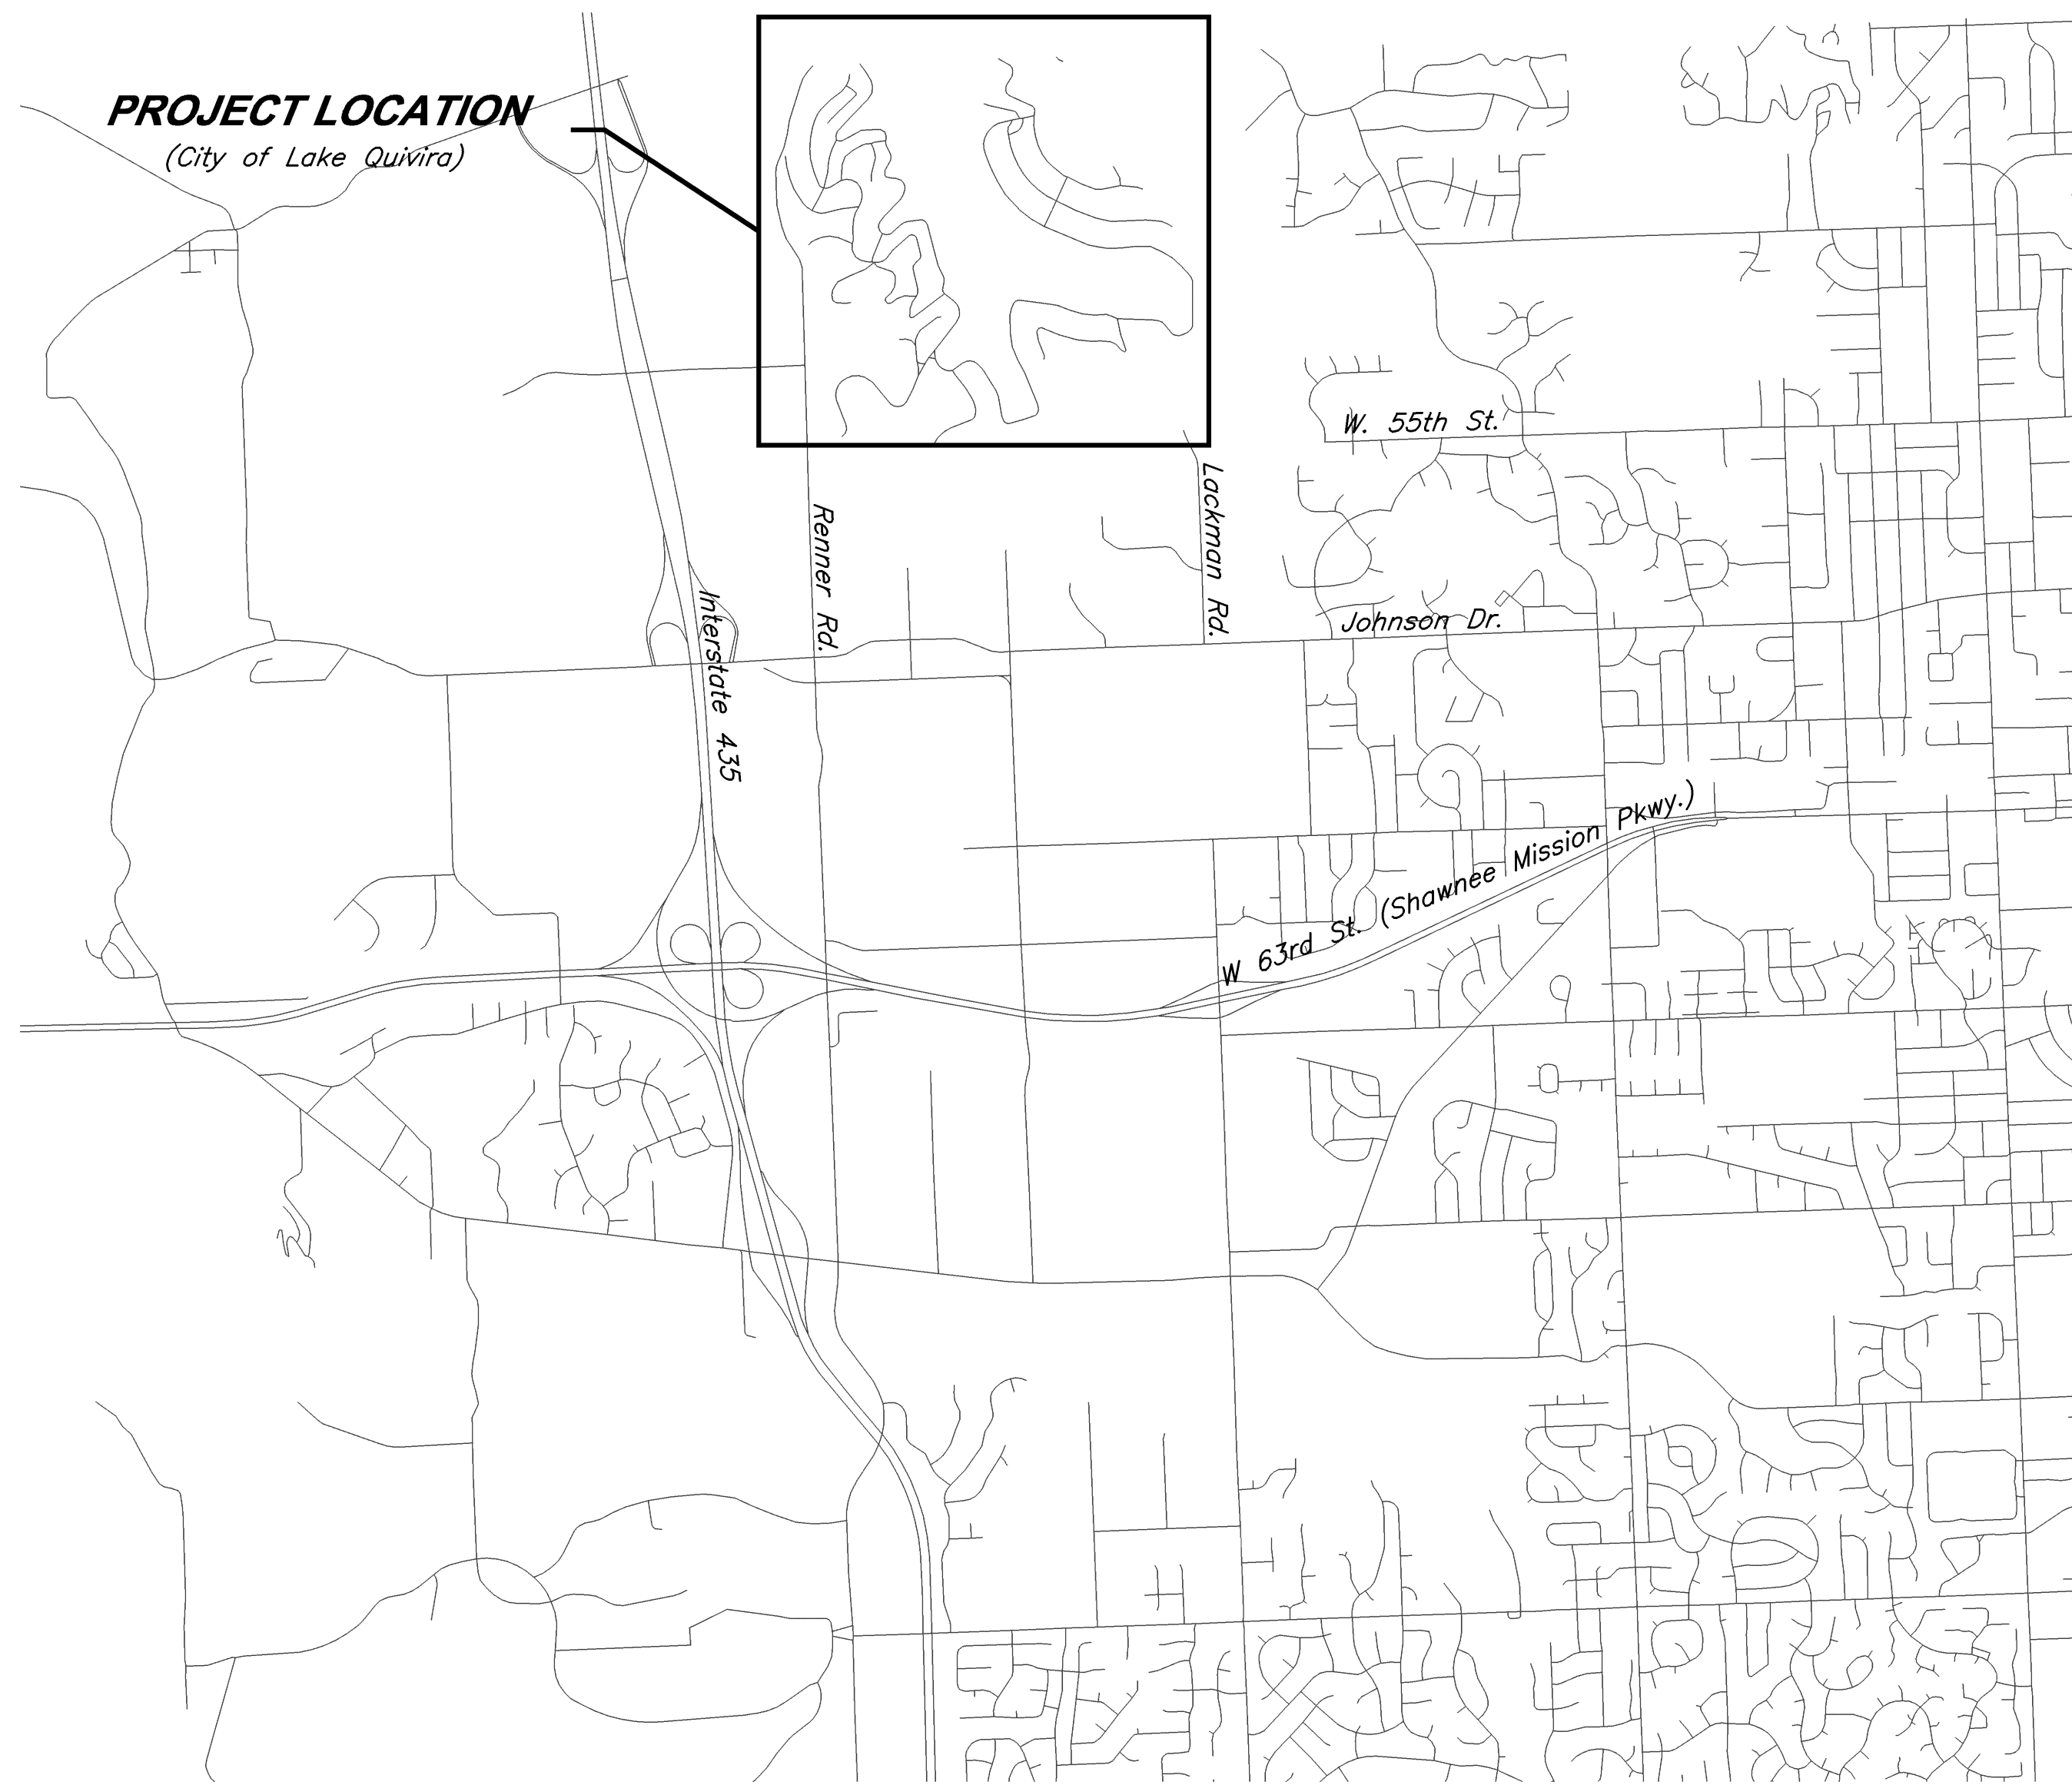 PROJECT LOCATION
(City of Lake Quivira)
W. 55th St.
Lackman Rd.
Renner Rd.
Interstate 435
Johnson Dr.
W 63rd St. (Shawnee Mission Pkwy.)